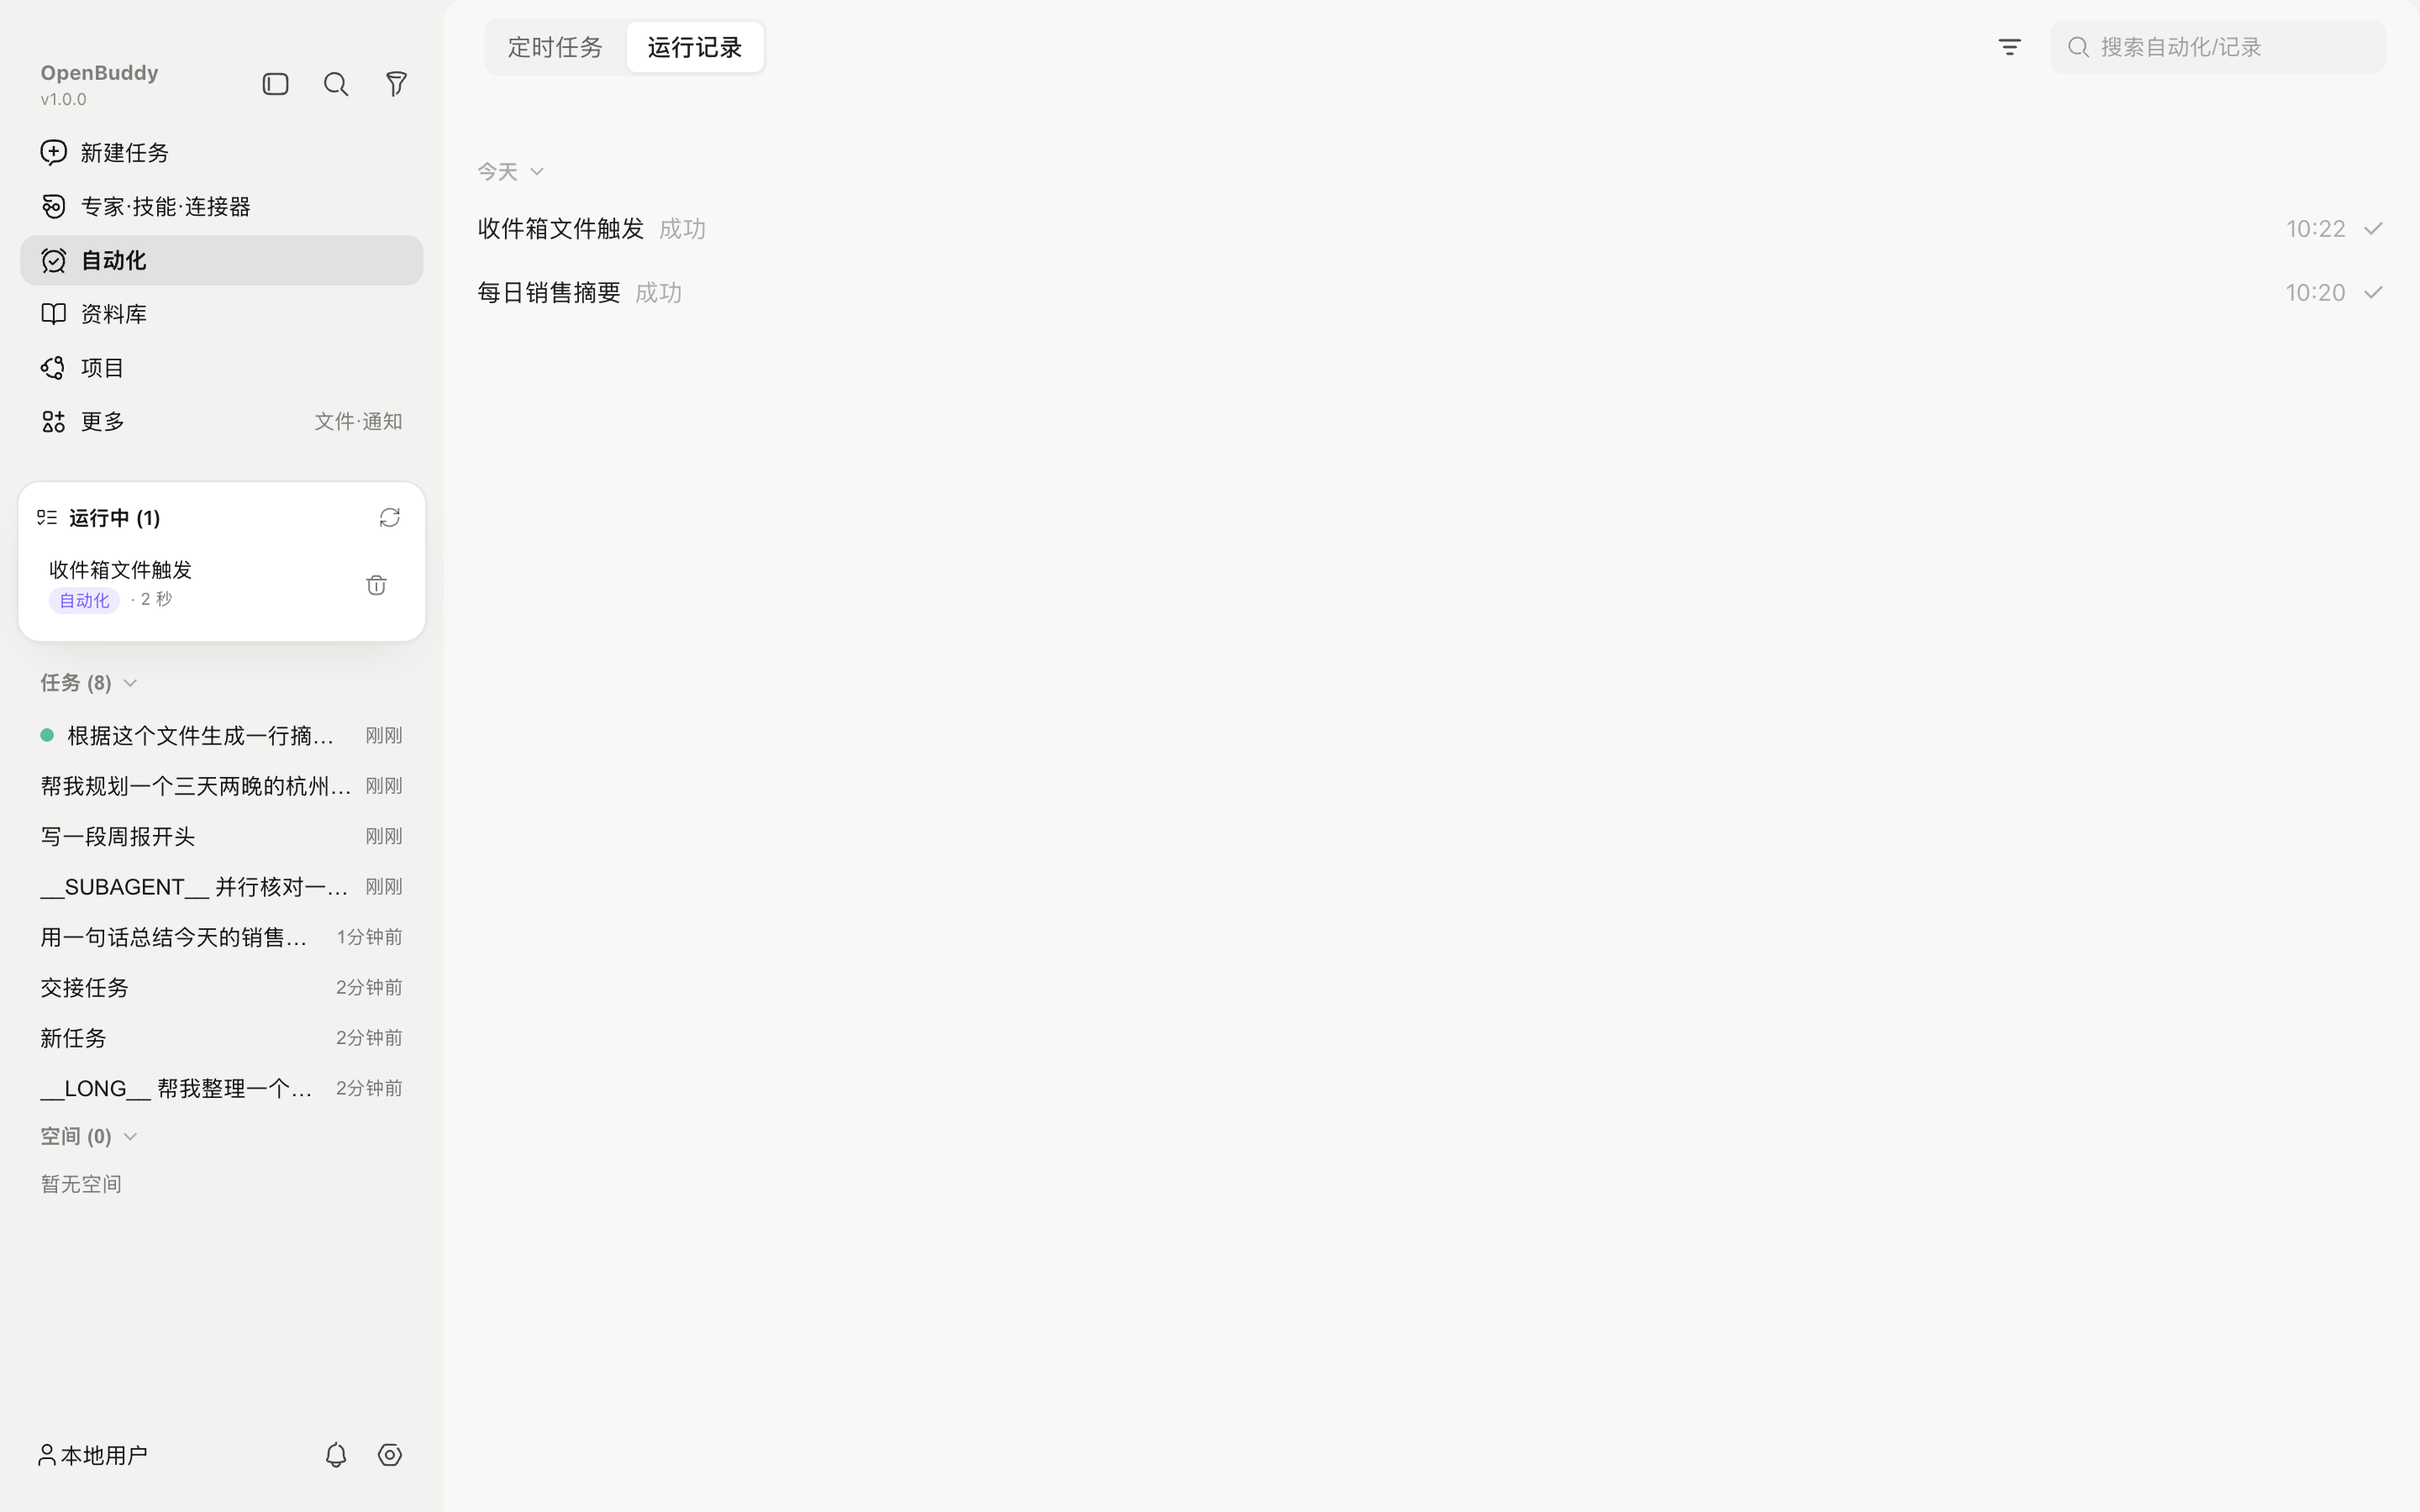 OpenBuddy
v1.0.0
新建任务
专家·技能·连接器
自动化
资料库
项目
更多 文件·通知
运行中 (1)
收件箱文件触发
自动化 · 2 秒
任务 (8)
根据这个文件生成一行摘... 刚刚
帮我规划一个三天两晚的杭州... 刚刚
写一段周报开头 刚刚
__SUBAGENT__ 并行核对一... 刚刚
用一句话总结今天的销售... 1分钟前
交接任务 2分钟前
新任务 2分钟前
__LONG__ 帮我整理一个... 2分钟前
空间 (0)
暂无空间
本地用户
定时任务 运行记录 搜索自动化/记录
今天
收件箱文件触发 成功 10:22
每日销售摘要 成功 10:20